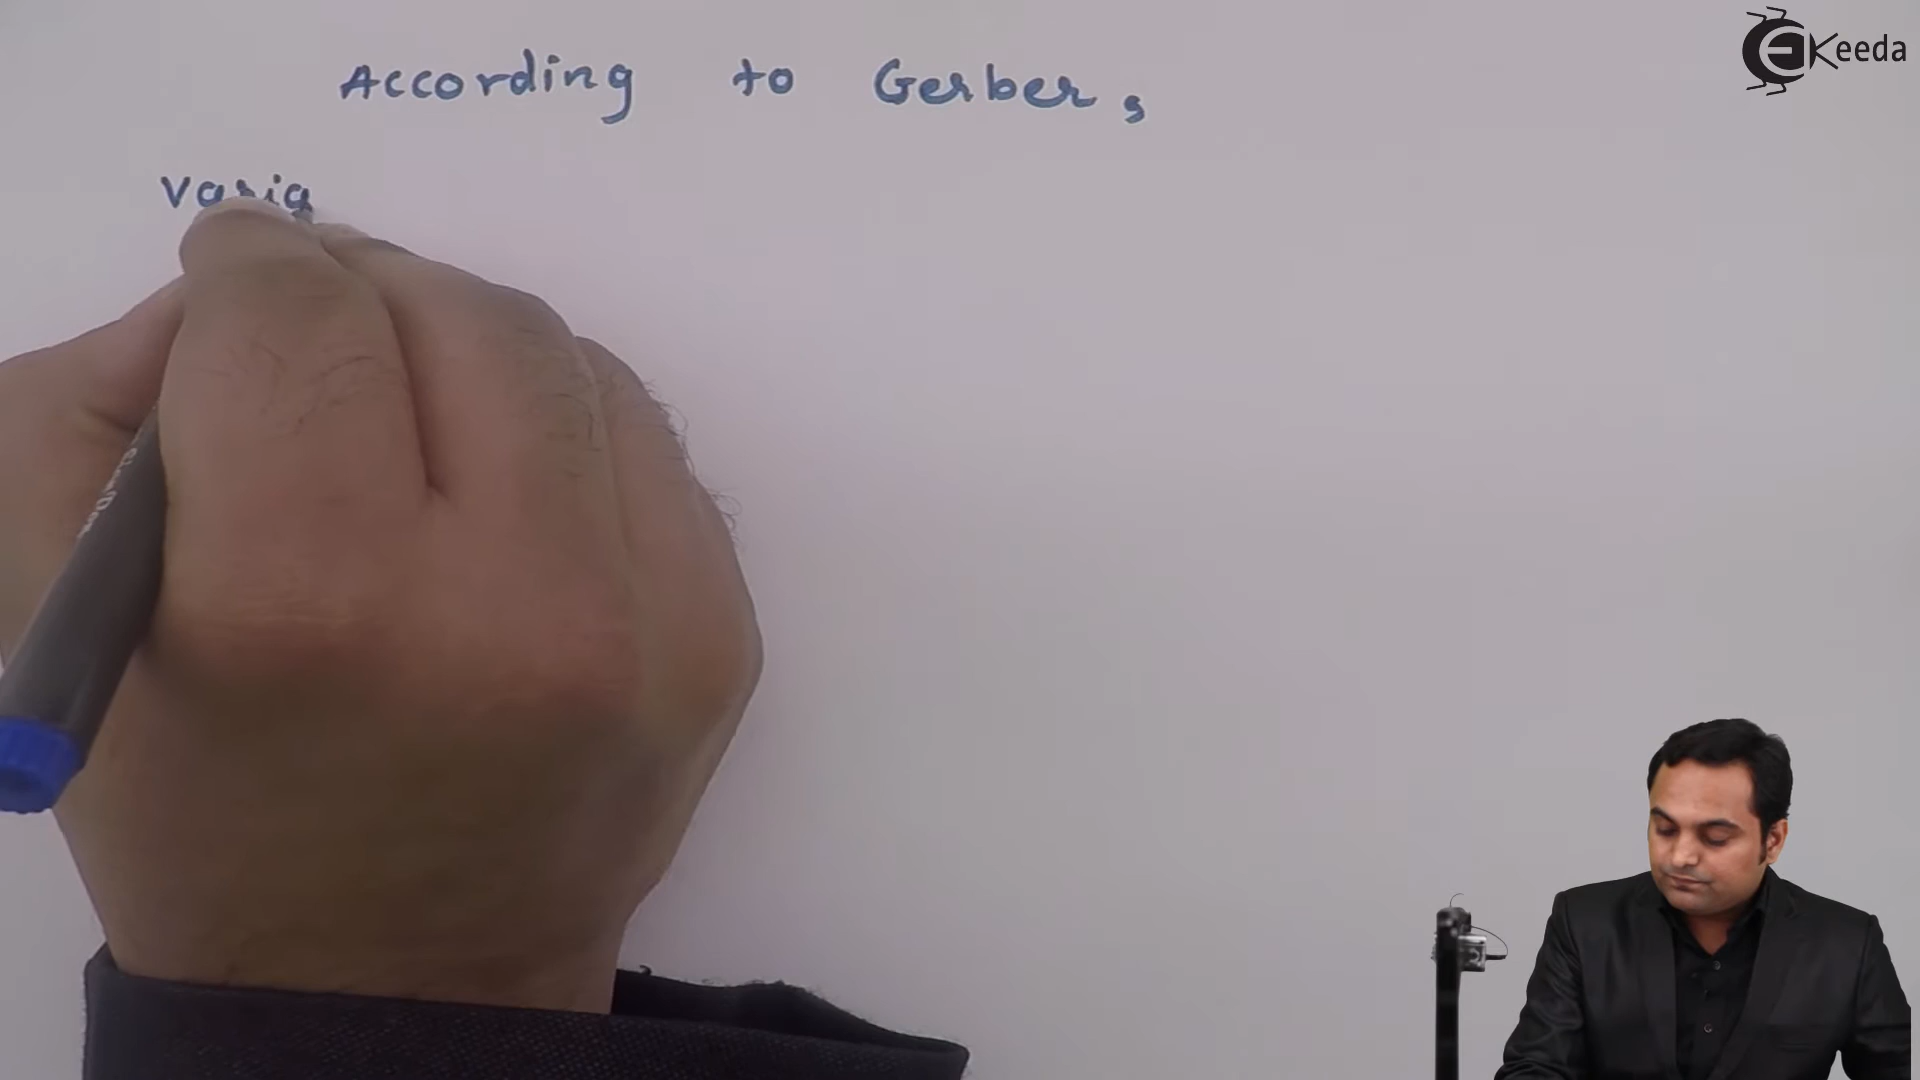 Keeda
According to Gerber,
varia